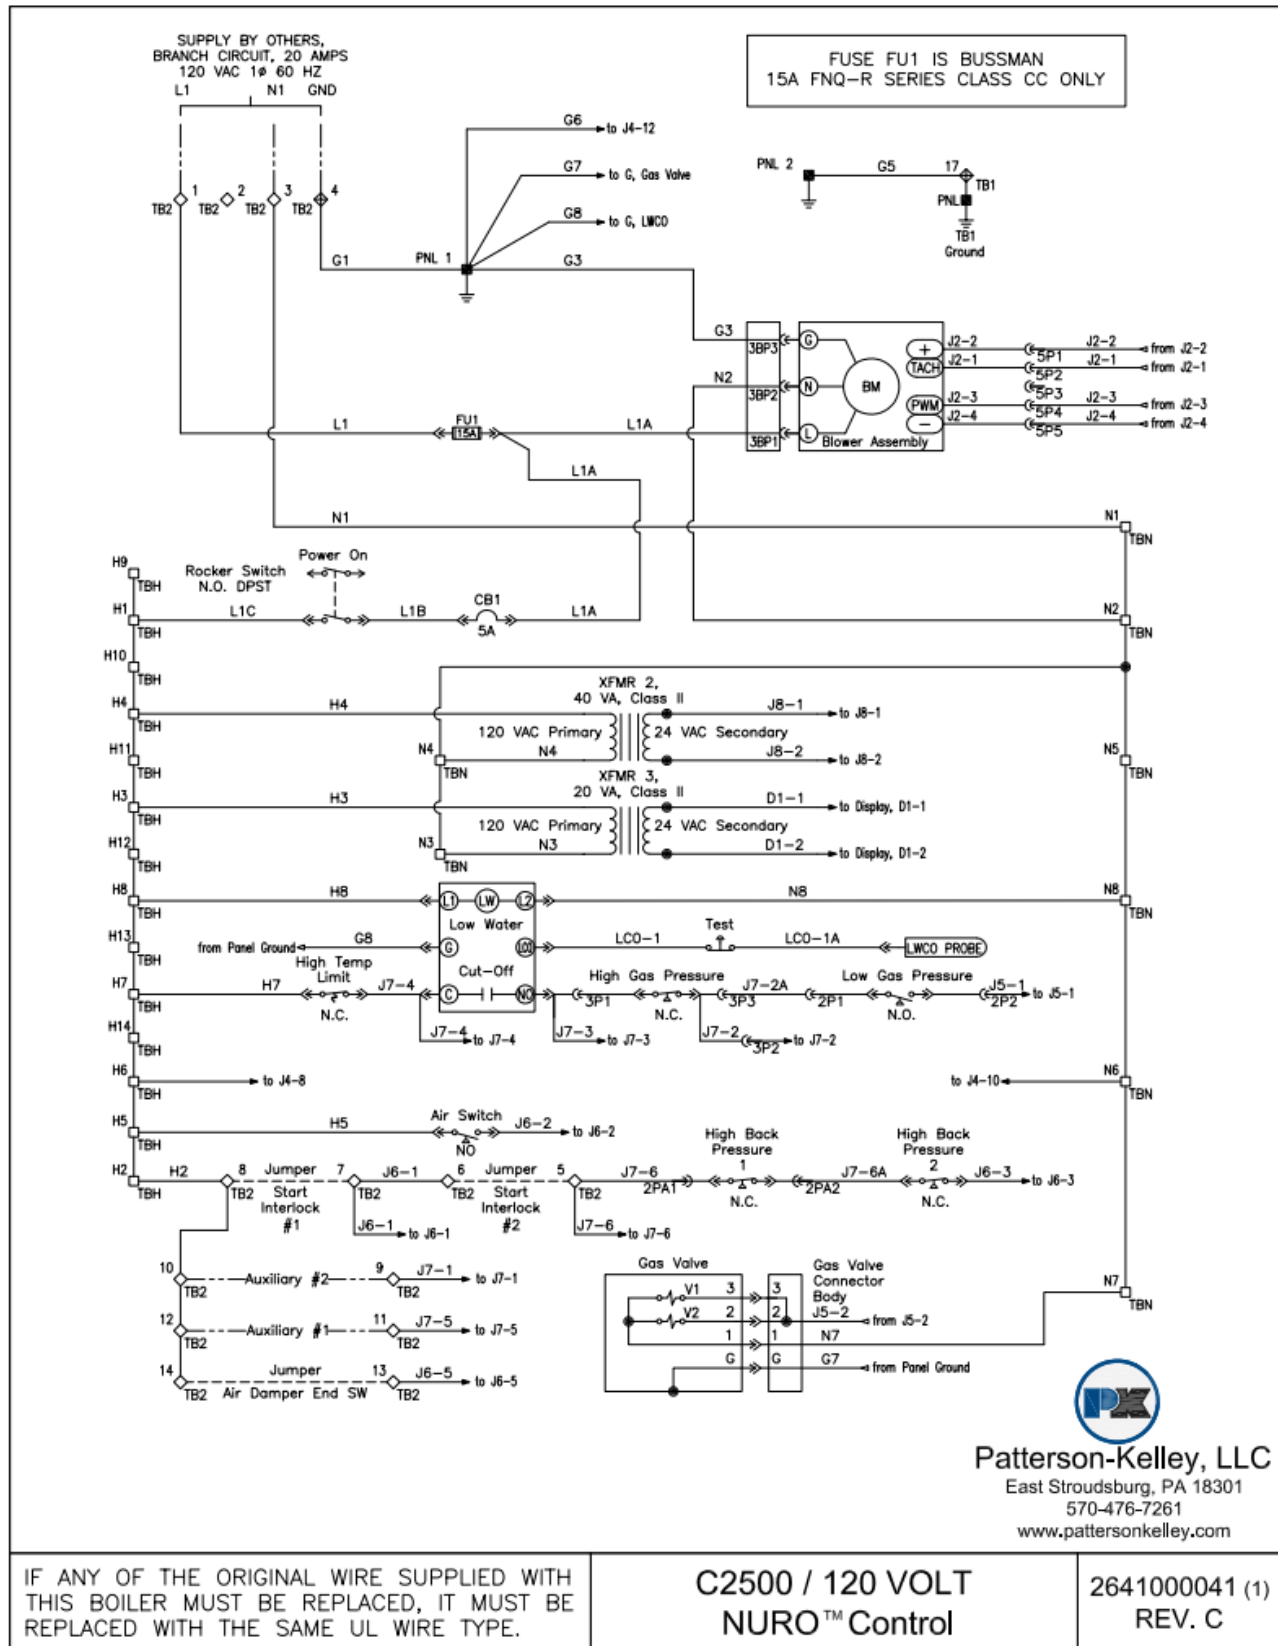 SUPPLY BY OTHERS,
BRANCH CIRCUIT, 20 AMPS
120 VAC 1ø 60 HZ
L1 N1 GND
FUSE FU1 IS BUSSMAN
15A FNQ-R SERIES CLASS CC ONLY
G6 to J4-12
G7 to G, Gas Valve
G8 to G, LWCO
PNL 2 G5 17 TB1
PNL
TB1
Ground
1 2 3 4
TB2 TB2 TB2 TB2
G1 PNL 1 G3
G3 3BP3 G
N2 3BP2 N BM
L1 FU1 15A L1A 3BP1 L
Blower Assembly
+ J2-2 5P1 J2-2 from J2-2
TACH J2-1 5P2 J2-1 from J2-1
5P3
PWM J2-3 5P4 J2-3 from J2-3
- J2-4 5P5 J2-4 from J2-4
L1A
N1 N1 TBN
H9 TBH
Rocker Switch
N.O. DPST
Power On
H1 TBH L1C L1B CB1 5A L1A N2 TBN
H10 TBH
XFMR 2,
40 VA, Class II
H4 TBH H4 J8-1 to J8-1
120 VAC Primary 24 VAC Secondary
H11 TBH N4 TBN N4 J8-2 to J8-2 N5 TBN
XFMR 3,
20 VA, Class II
H3 TBH H3 D1-1 to Display, D1-1
120 VAC Primary 24 VAC Secondary
H12 TBH N3 TBN N3 D1-2 to Display, D1-2
H8 TBH H8 L1 LW L2 N8 N8 TBN
Low Water
Cut-Off
H13 TBH from Panel Ground G8 G LCO-1 Test LCO-1A LWCO PROBE
High Temp
Limit
High Gas Pressure
Low Gas Pressure
H7 TBH H7 N.C. J7-4 C NO 3P1 N.C. 3P3 J7-2A 2P1 N.O. J5-1 2P2 to J5-1
H14 TBH J7-4 to J7-4 J7-3 to J7-3 J7-2 3P2 to J7-2
H6 TBH to J4-8 to J4-10 N6 TBN
H5 TBH H5 Air Switch NO J6-2 to J6-2
High Back
Pressure
1
N.C.
High Back
Pressure
2
N.C.
H2 TBH H2 8 TB2 Jumper 7 TB2 J6-1 6 TB2 Jumper 5 TB2 J7-6 2PA1 2PA2 J7-6A J6-3 to J6-3
Start
Interlock
#1
Start
Interlock
#2
J6-1 to J6-1 J7-6 to J7-6
10 TB2 Auxiliary #2 9 TB2 J7-1 to J7-1
12 TB2 Auxiliary #1 11 TB2 J7-5 to J7-5
14 TB2 Jumper 13 TB2 J6-5 to J6-5
Air Damper End SW
Gas Valve
Gas Valve
Connector
Body
V1 3 3
V2 2 2 J5-2 from J5-2
1 1 N7 N7 TBN
G G G7 from Panel Ground
PK
Patterson-Kelley, LLC
East Stroudsburg, PA 18301
570-476-7261
www.pattersonkelley.com
IF ANY OF THE ORIGINAL WIRE SUPPLIED WITH
THIS BOILER MUST BE REPLACED, IT MUST BE
REPLACED WITH THE SAME UL WIRE TYPE.
C2500 / 120 VOLT
NURO™ Control
2641000041 (1)
REV. C